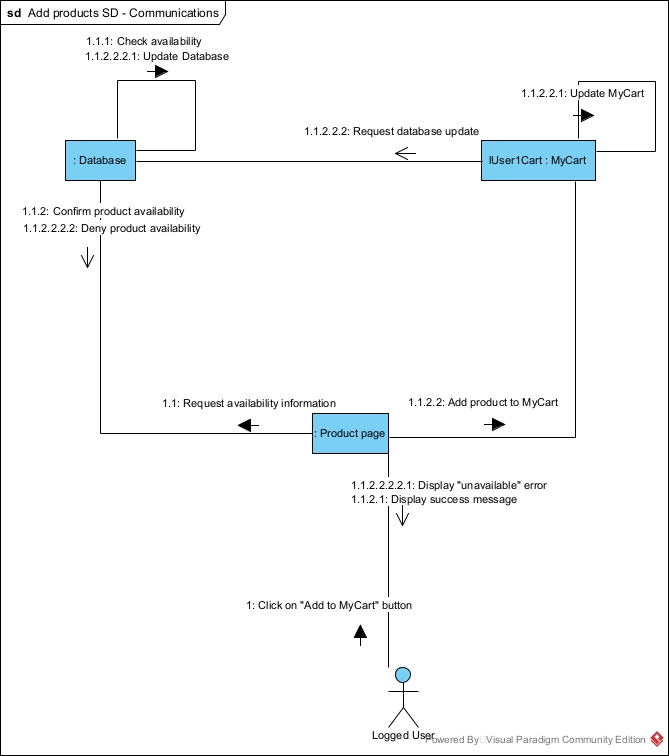 sd Add products SD - Communications
1.1.1: Check availability
1.1.2.2.2.1: Update Database
1.1.2.2.1: Update MyCart
1.1.2.2.2: Request database update
: Database
lUser1Cart : MyCart
1.1.2: Confirm product availability
1.1.2.2.2.2: Deny product availability
1.1: Request availability information
1.1.2.2: Add product to MyCart
: Product page
1.1.2.2.2.2.1: Display "unavailable" error
1.1.2.1: Display success message
1: Click on "Add to MyCart" button
Logged User
Powered By Visual Paradigm Community Edition